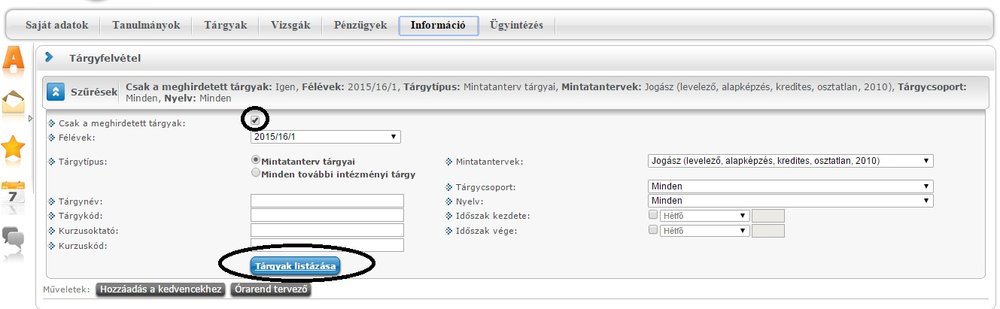 Saját adatok Tanulmányok Tárgyak Vizsgák Pénzügyek Információ Ügyintézés
A
Tárgyfelvétel
Szűrések Csak a meghirdetett tárgyak: Igen, Félévek: 2015/16/1, Tárgytípus: Mintatanterv tárgyai, Mintatantervek: Jogász (levelező, alapképzés, kredites, osztatlan, 2010), Tárgycsoport:
Minden, Nyelv: Minden
Csak a meghirdetett tárgyak:
Félévek: 2015/16/1
Tárgytípus: Mintatanterv tárgyai Mintatantervek: Jogász (levelező, alapképzés, kredites, osztatlan, 2010)
Minden további intézményi tárgy
Tárgycsoport: Minden
7
Tárgynév: Nyelv: Minden
Tárgykód: Időszak kezdete: Hétfő
Kurzusoktató: Időszak vége: Hétfő
Kurzuskód:
Tárgyak listázása
Műveletek: Hozzáadás a kedvencekhez Órarend tervező